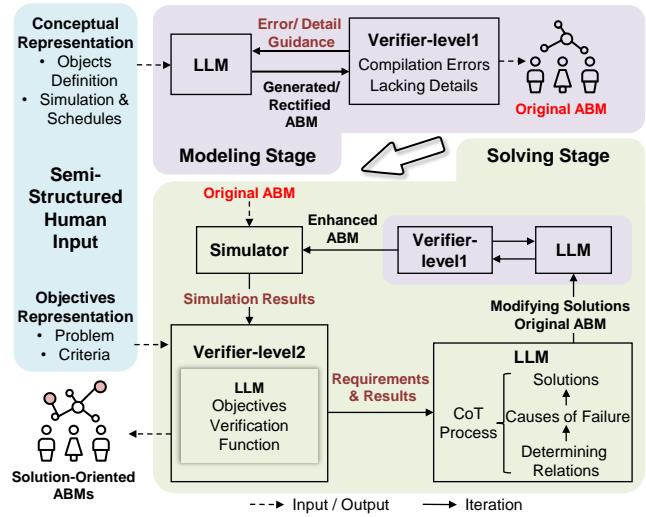 Conceptual
Representation
• Objects
Definition
• Simulation &
Schedules
Semi-
Structured
Human
Input
Objectives
Representation
• Problem
• Criteria
LLM
Error/ Detail
Guidance
Generated/
Rectified
ABM
Verifier-level1
Compilation Errors
Lacking Details
Original ABM
Modeling Stage
Solving Stage
Original ABM
Simulator
Enhanced
ABM
Verifier-
level1
LLM
Simulation Results
Modifying Solutions
Original ABM
Verifier-level2
LLM
Objectives
Verification
Function
Requirements
& Results
LLM
CoT
Process
Solutions
Causes of Failure
Determining
Relations
Solution-Oriented
ABMs
Input / Output
Iteration